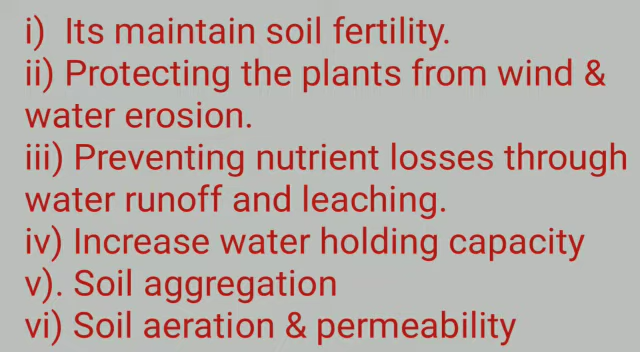 i)  Its maintain soil fertility.
ii) Protecting the plants from wind &
water erosion.
iii) Preventing nutrient losses through
water runoff and leaching.
iv) Increase water holding capacity
v). Soil aggregation
vi) Soil aeration & permeability